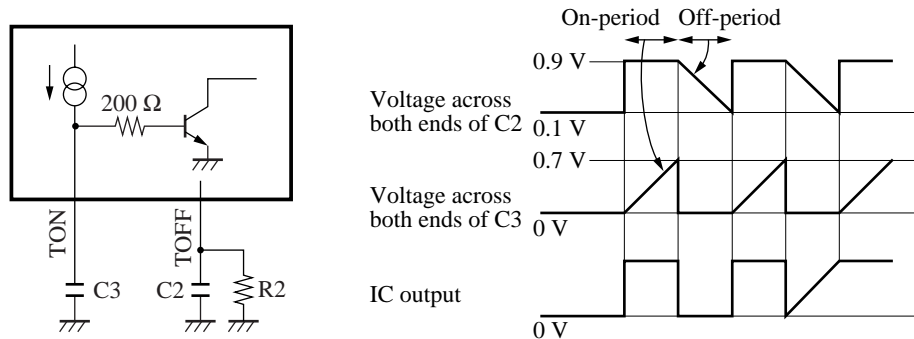 200 Ω
TON
TOFF
C3
C2
R2
On-period
Off-period
0.9 V
Voltage across
both ends of C2
0.1 V
0.7 V
Voltage across
both ends of C3
0 V
IC output
0 V